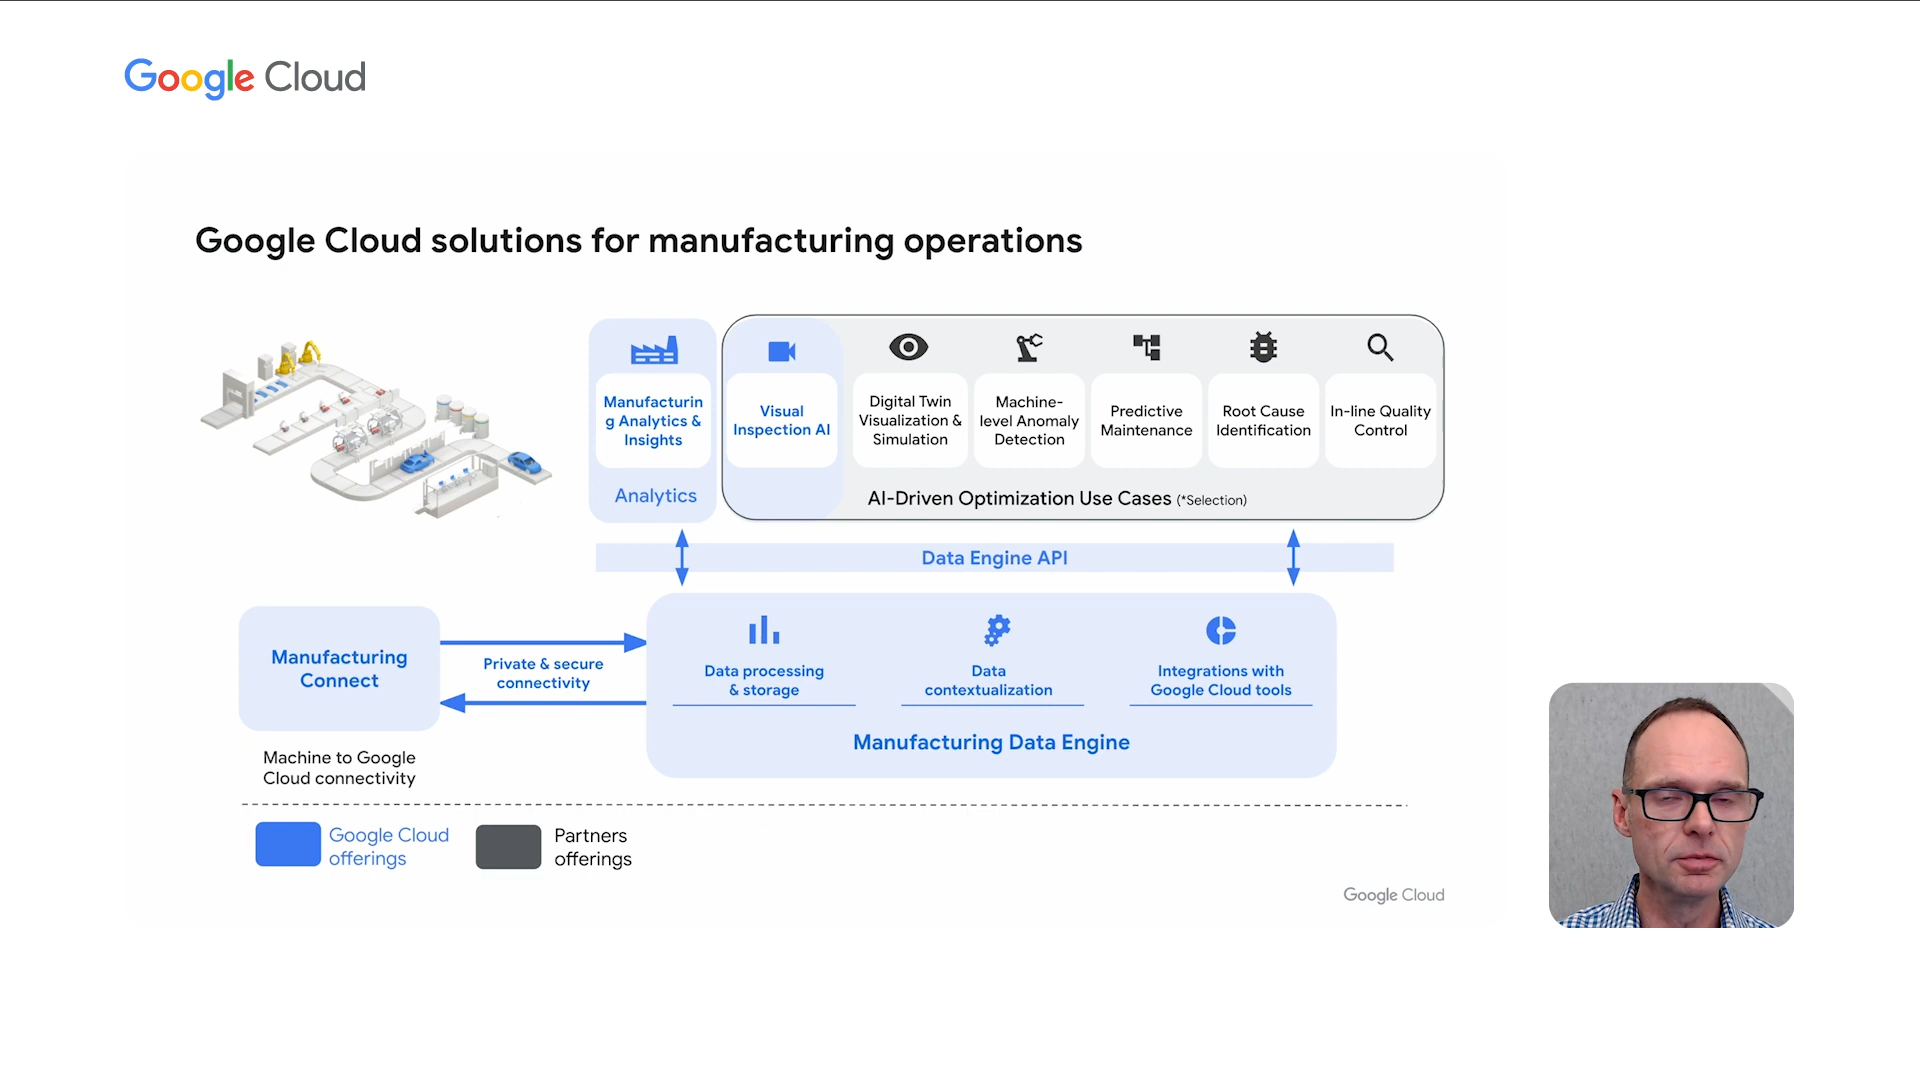 Google Cloud
Google Cloud solutions for manufacturing operations
Manufacturin
g Analytics &
Insights
Analytics
Visual
Inspection AI
Digital Twin
Visualization &
Simulation
Machine-
level Anomaly
Detection
Predictive
Maintenance
Root Cause
Identification
In-line Quality
Control
AI-Driven Optimization Use Cases (*Selection)
Data Engine API
Manufacturing
Connect
Private & secure
connectivity
Data processing
& storage
Data
contextualization
Integrations with
Google Cloud tools
Manufacturing Data Engine
Machine to Google
Cloud connectivity
Google Cloud
offerings
Partners
offerings
Google Cloud